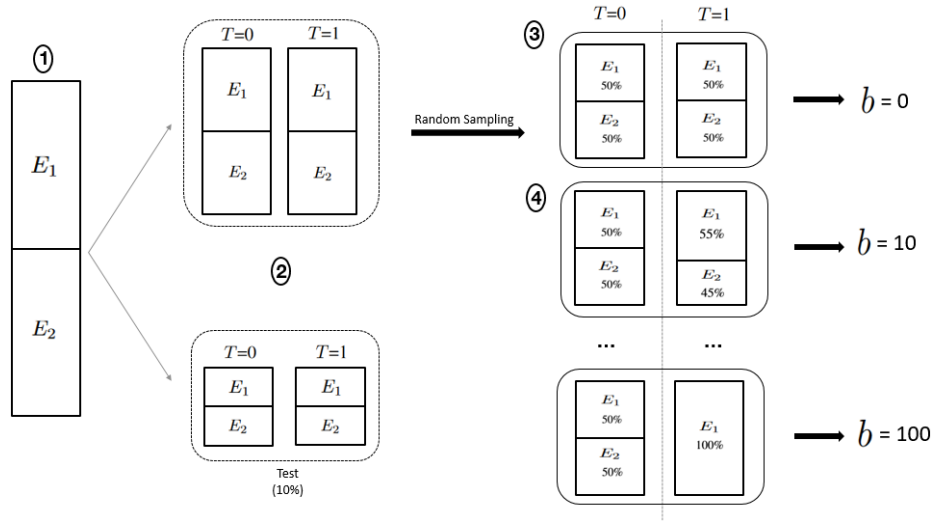 ①
E₁
E₂
T=0 T=1
E₁ E₁
E₂ E₂
②
T=0 T=1
E₁ E₁
E₂ E₂
Test
(10%)
Random Sampling
T=0 T=1
③
E₁ E₁
50% 50%
E₂ E₂
50% 50%
b = 0
④
E₁ E₁
50% 55%
E₂ E₂
50% 45%
b = 10
... ...
E₁ E₁
50% 100%
E₂
50%
b = 100